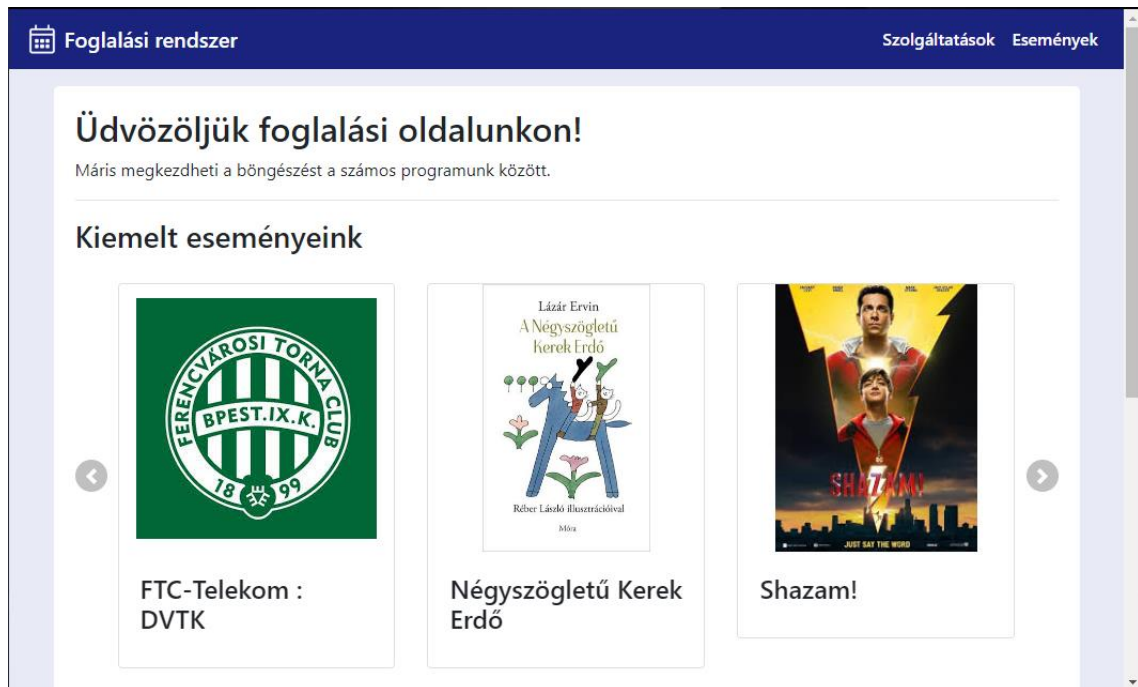 Foglalási rendszer
Szolgáltatások Események
Üdvözöljük foglalási oldalunkon!
Máris megkezdheti a böngészést a számos programunk között.
Kiemelt eseményeink
FERENCVÁROSI TORNA CLUB
BPEST.IX.K.
18 99
Lázár Ervin
A Négyszögletű
Kerek Erdő
Réber László illusztrációival
Móra
SHAZAM!
JUST SAY THE WORD
FTC-Telekom :
DVTK
Négyszögletű Kerek
Erdő
Shazam!